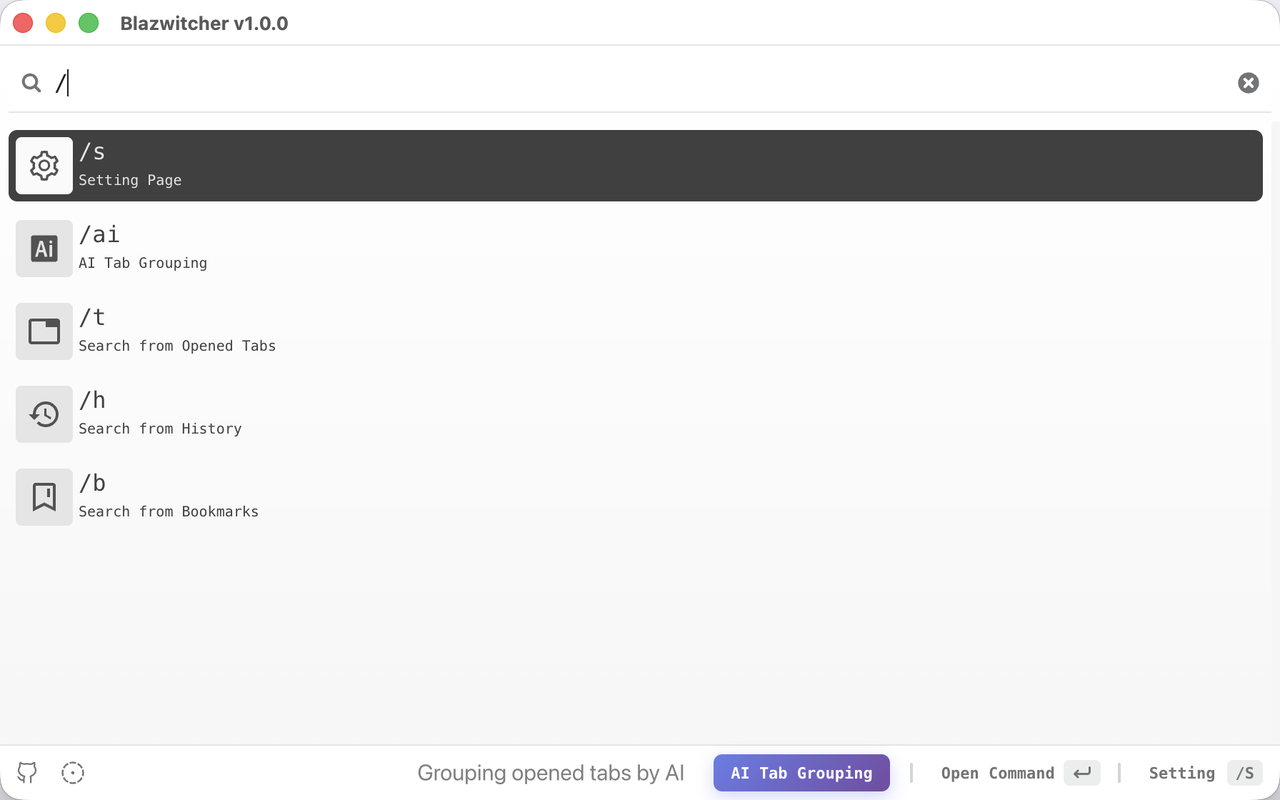 Blazwitcher v1.0.0
/
/s
Setting Page
Ai
/ai
AI Tab Grouping
/t
Search from Opened Tabs
/h
Search from History
/b
Search from Bookmarks
Grouping opened tabs by AI AI Tab Grouping | Open Command | Setting /S